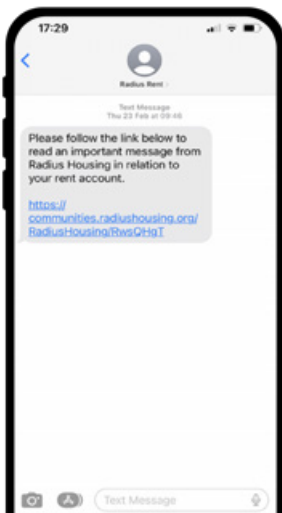 17:29
Radius Rent
Text Message
Thu 23 Feb at 09:46
Please follow the link below to
read an important message from
Radius Housing in relation to
your rent account.
https://
communities.radiushousing.org/
RadiusHousing/RwsQHgT
Text Message